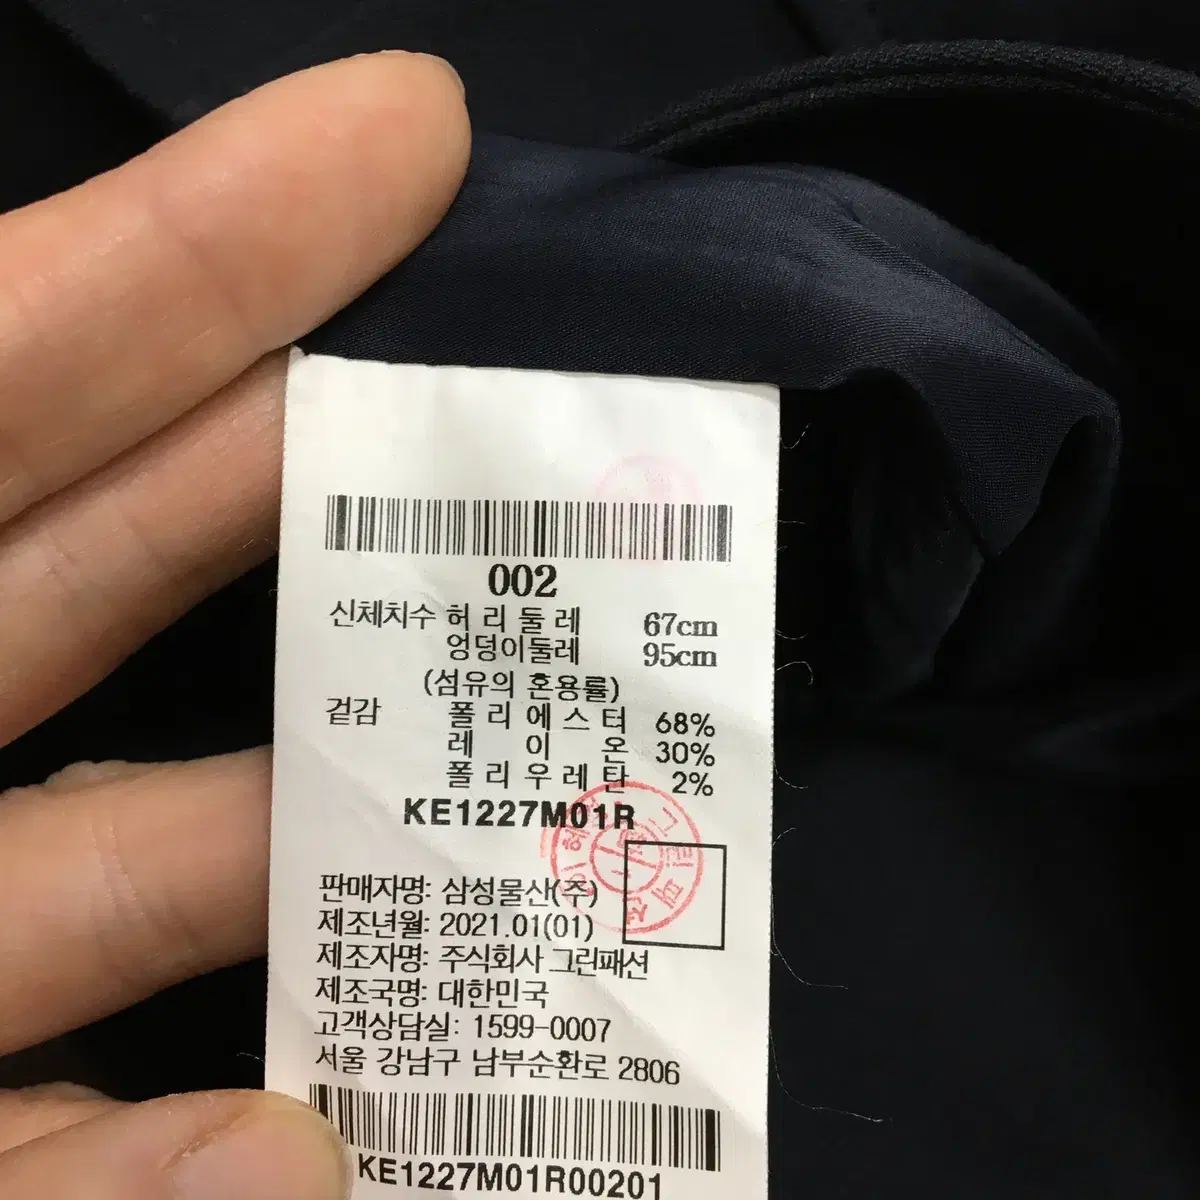 002
신체치수 허리둘레 67cm
엉덩이둘레 95cm
(섬유의 혼용률)
겉감 폴리에스터 68%
레이온 30%
폴리우레탄 2%
KE1227M01R
판매자명: 삼성물산(주)
제조년월: 2021.01(01)
제조자명: 주식회사 그린패션
제조국명: 대한민국
고객상담실: 1599-0007
서울 강남구 남부순환로 2806
KE1227M01R00201
그린패션